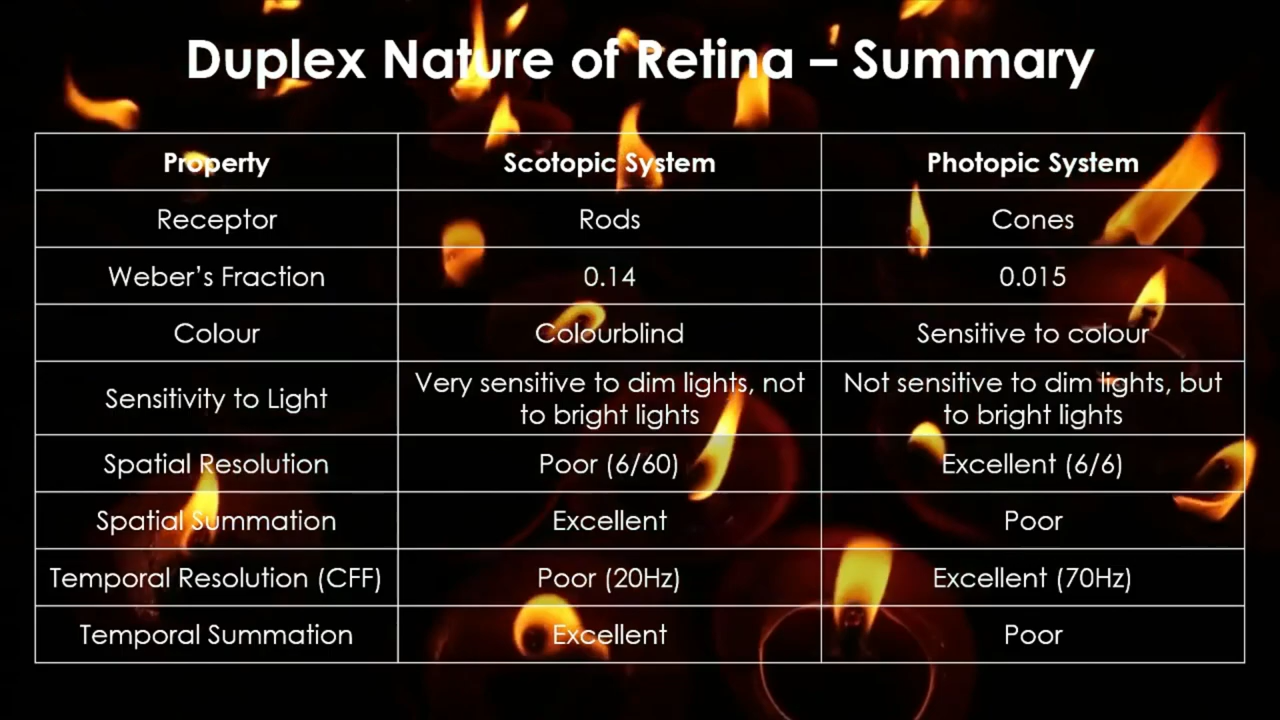 Duplex Nature of Retina – Summary
Property Scotopic System Photopic System
Receptor Rods Cones
Weber's Fraction 0.14 0.015
Colour Colourblind Sensitive to colour
Sensitivity to Light
Very sensitive to dim lights, not
to bright lights
Not sensitive to dim lights, but
to bright lights
Spatial Resolution Poor (6/60) Excellent (6/6)
Spatial Summation Excellent Poor
Temporal Resolution (CFF) Poor (20Hz) Excellent (70Hz)
Temporal Summation Excellent Poor